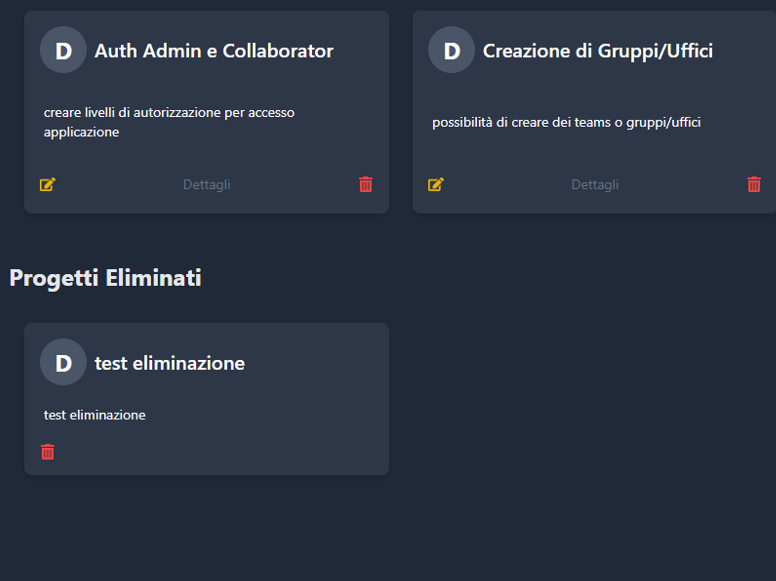 D Auth Admin e Collaborator
creare livelli di autorizzazione per accesso
applicazione
Dettagli
D Creazione di Gruppi/Uffici
possibilità di creare dei teams o gruppi/uffici
Dettagli
Progetti Eliminati
D test eliminazione
test eliminazione